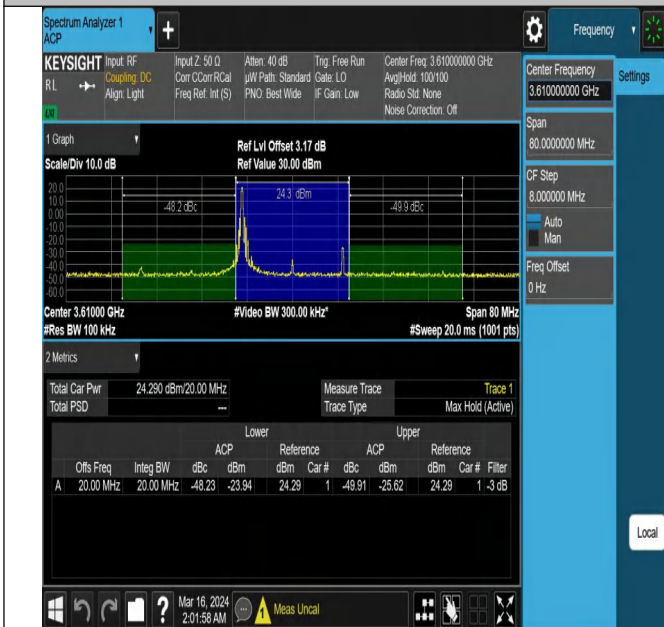 Spectrum Analyzer 1
ACP
Frequency
KEYSIGHT
RL
LXI
Input: RF
Coupling: DC
Align: Light
Input Z: 50 Ω
Corr CCorr RCal
Freq Ref: Int (S)
Atten: 40 dB
µW Path: Standard
PNO: Best Wide
Trig: Free Run
Gate: LO
IF Gain: Low
Center Freq: 3.610000000 GHz
Avg|Hold: 100/100
Radio Std: None
Noise Correction: Off
Center Frequency
3.610000000 GHz
Settings
Span
80.0000000 MHz
CF Step
8.000000 MHz
Auto
Man
Freq Offset
0 Hz
Local
1 Graph
Scale/Div 10.0 dB
Ref Lvl Offset 3.17 dB
Ref Value 30.00 dBm
20.0
10.0
0.00
-10.0
-20.0
-30.0
-40.0
-50.0
-60.0
-48.2 dBc
24.3 dBm
-49.9 dBc
Center 3.61000 GHz
#Video BW 300.00 kHz*
Span 80 MHz
#Res BW 100 kHz
#Sweep 20.0 ms (1001 pts)
2 Metrics
Total Car Pwr 24.290 dBm/20.00 MHz
Total PSD ---
Measure Trace Trace 1
Trace Type Max Hold (Active)
Lower Upper
ACP Reference ACP Reference
Offs Freq Integ BW dBc dBm dBm Car # dBc dBm dBm Car # Filter
A 20.00 MHz 20.00 MHz -48.23 -23.94 24.29 1 -49.91 -25.62 24.29 1 -3 dB
?
Mar 16, 2024
2:01:58 AM
1
Meas Uncal